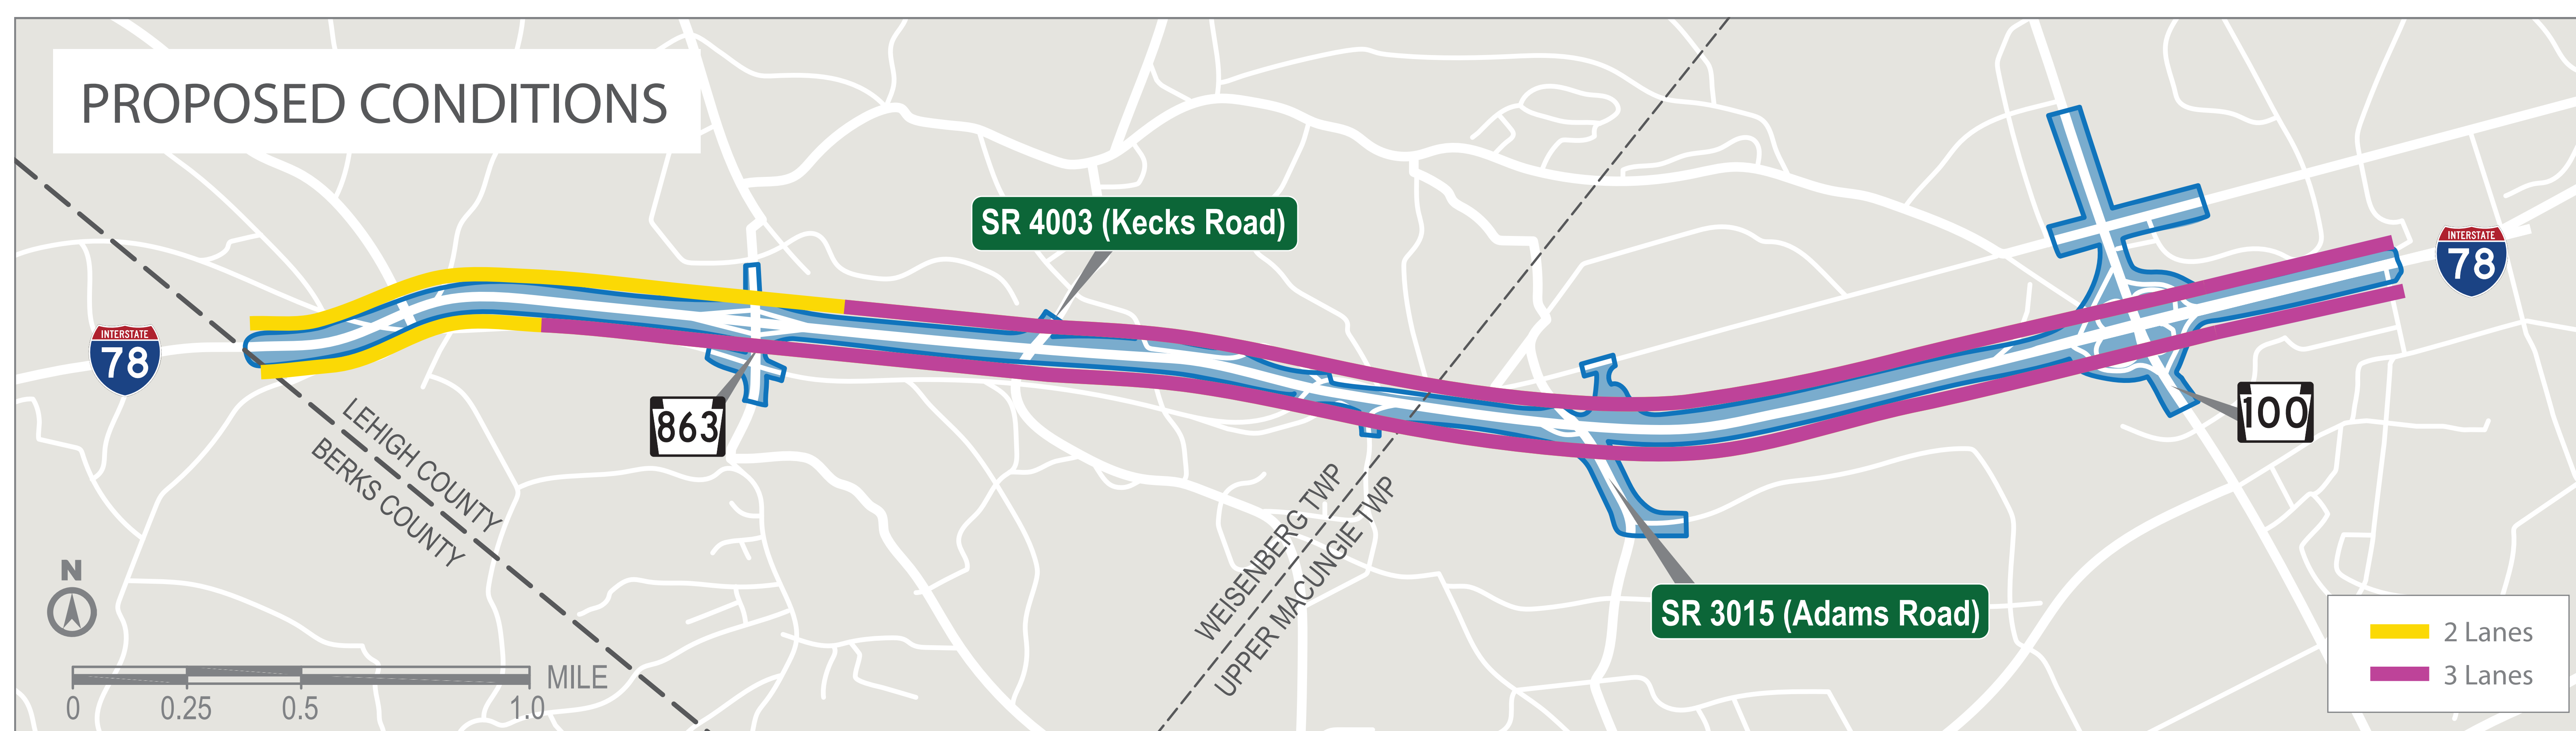 PROPOSED CONDITIONS
SR 4003 (Kecks Road)
INTERSTATE
78
INTERSTATE
78
863
100
LEHIGH COUNTY
BERKS COUNTY
WEISENBERG TWP
UPPER MACUNGIE TWP
SR 3015 (Adams Road)
N
MILE
0 0.25 0.5 1.0
2 Lanes
3 Lanes